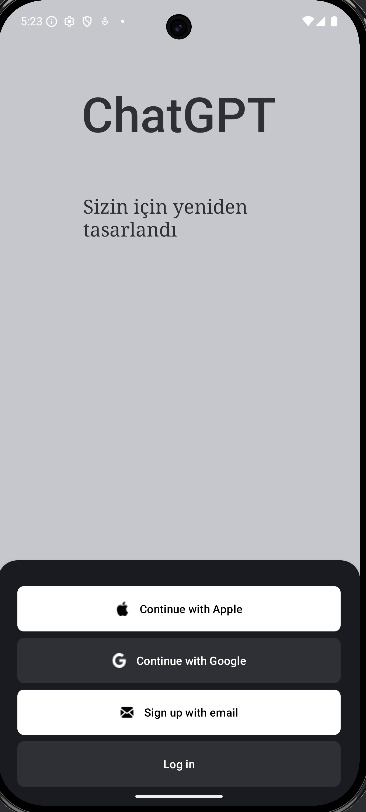 5:23
ChatGPT
Sizin için yeniden
tasarlandı
Continue with Apple
Continue with Google
Sign up with email
Log in